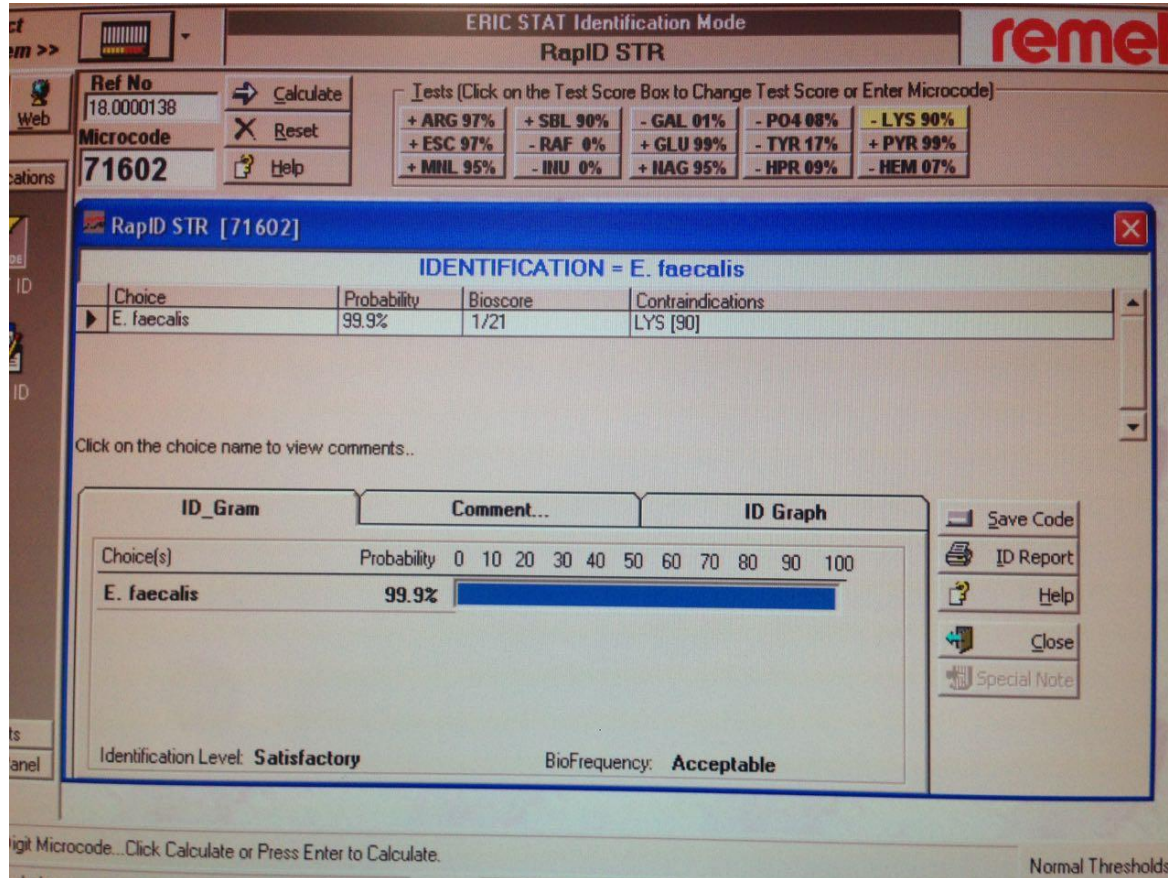 ERIC STAT Identification Mode
RapID STR
remel
em >>
Web
Ref No
18.0000138
Microcode
71602
Calculate
Reset
Help
Tests (Click on the Test Score Box to Change Test Score or Enter Microcode)
+ ARG 97% + SBL 90% - GAL 01% - PO4 08% - LYS 90%
+ ESC 97% - RAF 0% + GLU 99% - TYR 17% + PYR 99%
+ MNL 95% - INU 0% + NAG 95% - HPR 09% - HEM 07%
cations
ID
ID
RapID STR [71602]
IDENTIFICATION = E. faecalis
Choice Probability Bioscore Contraindications
E. faecalis 99.9% 1/21 LYS [90]
Click on the choice name to view comments..
ID_Gram Comment... ID Graph
Choice(s) Probability 0 10 20 30 40 50 60 70 80 90 100
E. faecalis 99.9%
Identification Level: Satisfactory BioFrequency: Acceptable
Save Code
ID Report
Help
Close
Special Note
ts
anel
igit Microcode...Click Calculate or Press Enter to Calculate.
Normal Thresholds